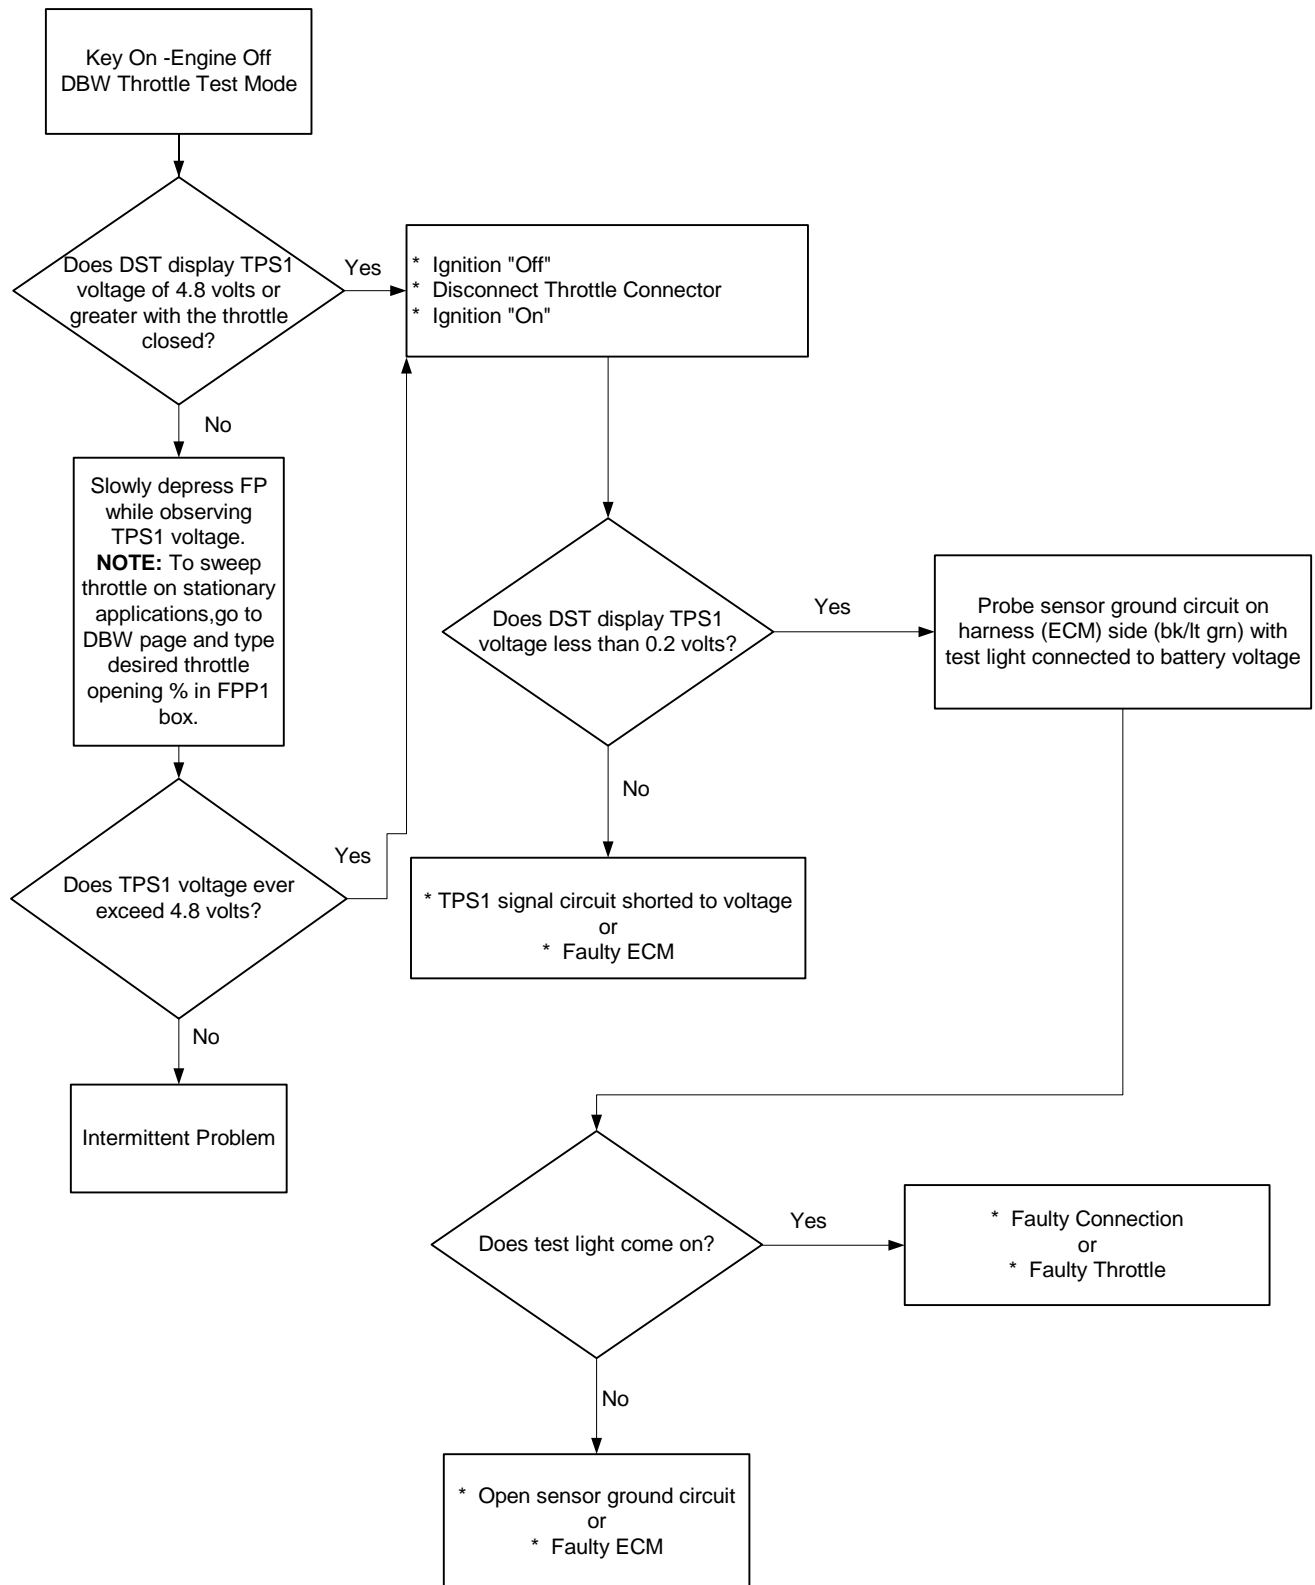 Key On -Engine Off
DBW Throttle Test Mode
Does DST display TPS1
voltage of 4.8 volts or
greater with the throttle
closed?
Yes
* Ignition "Off"
* Disconnect Throttle Connector
* Ignition "On"
No
Slowly depress FP
while observing
TPS1 voltage.
NOTE: To sweep
throttle on stationary
applications,go to
DBW page and type
desired throttle
opening % in FPP1
box.
Does DST display TPS1
voltage less than 0.2 volts?
Yes
Probe sensor ground circuit on
harness (ECM) side (bk/lt grn) with
test light connected to battery voltage
No
Does TPS1 voltage ever
exceed 4.8 volts?
Yes
* TPS1 signal circuit shorted to voltage
or
* Faulty ECM
No
Intermittent Problem
Does test light come on?
Yes
* Faulty Connection
or
* Faulty Throttle
No
* Open sensor ground circuit
or
* Faulty ECM